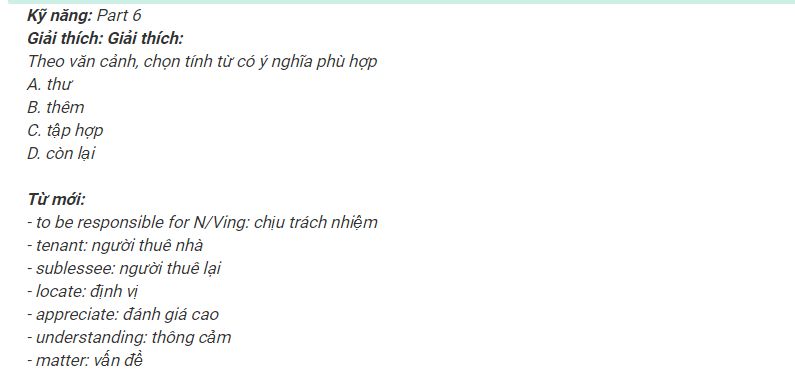 Kỹ năng: Part 6
Giải thích: Giải thích:
Theo văn cảnh, chọn tính từ có ý nghĩa phù hợp
A. thư
B. thêm
C. tập hợp
D. còn lại
Từ mới:
- to be responsible for N/Ving: chịu trách nhiệm
- tenant: người thuê nhà
- sublessee: người thuê lại
- locate: định vị
- appreciate: đánh giá cao
- understanding: thông cảm
- matter: vấn đề